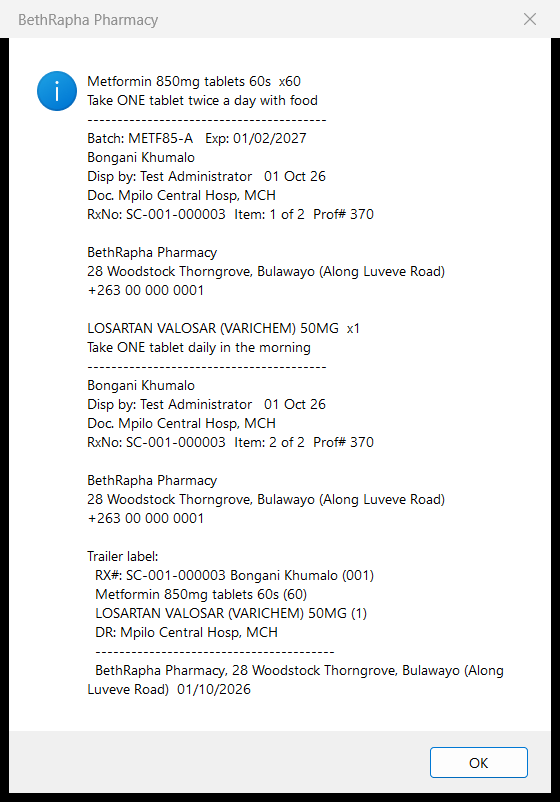 BethRapha Pharmacy
Metformin 850mg tablets 60s  x60
Take ONE tablet twice a day with food
----------------------------------------
Batch: METF85-A   Exp: 01/02/2027
Bongani Khumalo
Disp by: Test Administrator   01 Oct 26
Doc. Mpilo Central Hosp, MCH
RxNo: SC-001-000003  Item: 1 of 2  Prof# 370
BethRapha Pharmacy
28 Woodstock Thorngrove, Bulawayo (Along Luveve Road)
+263 00 000 0001
LOSARTAN VALOSAR (VARICHEM) 50MG  x1
Take ONE tablet daily in the morning
----------------------------------------
Bongani Khumalo
Disp by: Test Administrator   01 Oct 26
Doc. Mpilo Central Hosp, MCH
RxNo: SC-001-000003  Item: 2 of 2  Prof# 370
BethRapha Pharmacy
28 Woodstock Thorngrove, Bulawayo (Along Luveve Road)
+263 00 000 0001
Trailer label:
RX#: SC-001-000003 Bongani Khumalo (001)
Metformin 850mg tablets 60s (60)
LOSARTAN VALOSAR (VARICHEM) 50MG (1)
DR: Mpilo Central Hosp, MCH
----------------------------------------
BethRapha Pharmacy, 28 Woodstock Thorngrove, Bulawayo (Along
Luveve Road)  01/10/2026
OK